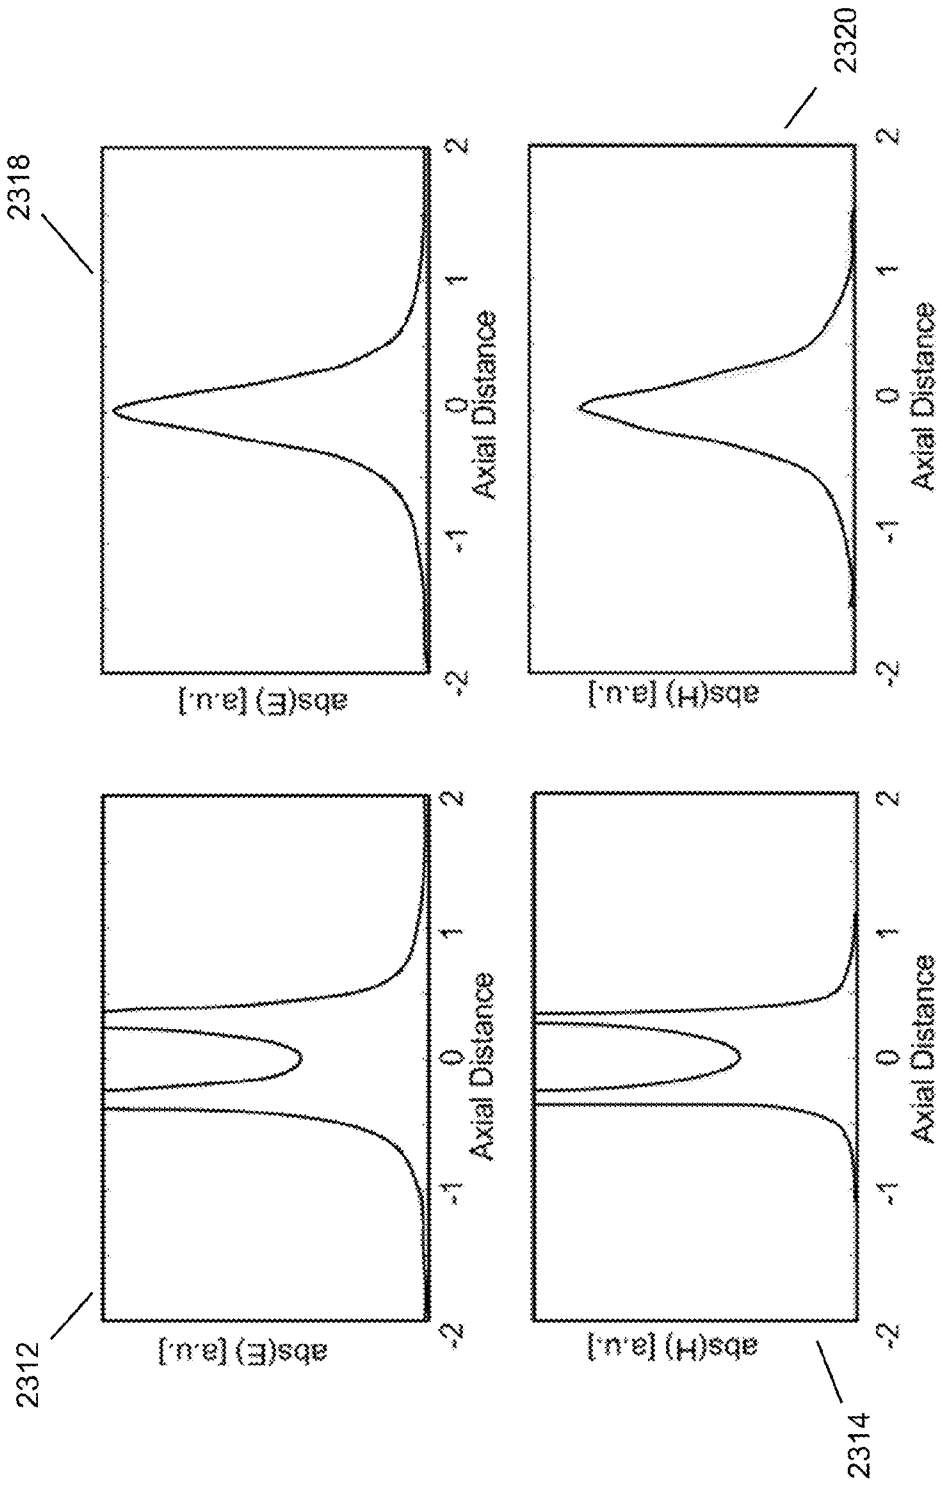 2312
2318
abs(E) [a.u.]
-2 -1 0 1 2
Axial Distance
abs(E) [a.u.]
-2 -1 0 1 2
Axial Distance
abs(H) [a.u.]
-2 -1 0 1 2
Axial Distance
2314
abs(H) [a.u.]
-2 -1 0 1 2
Axial Distance
2320